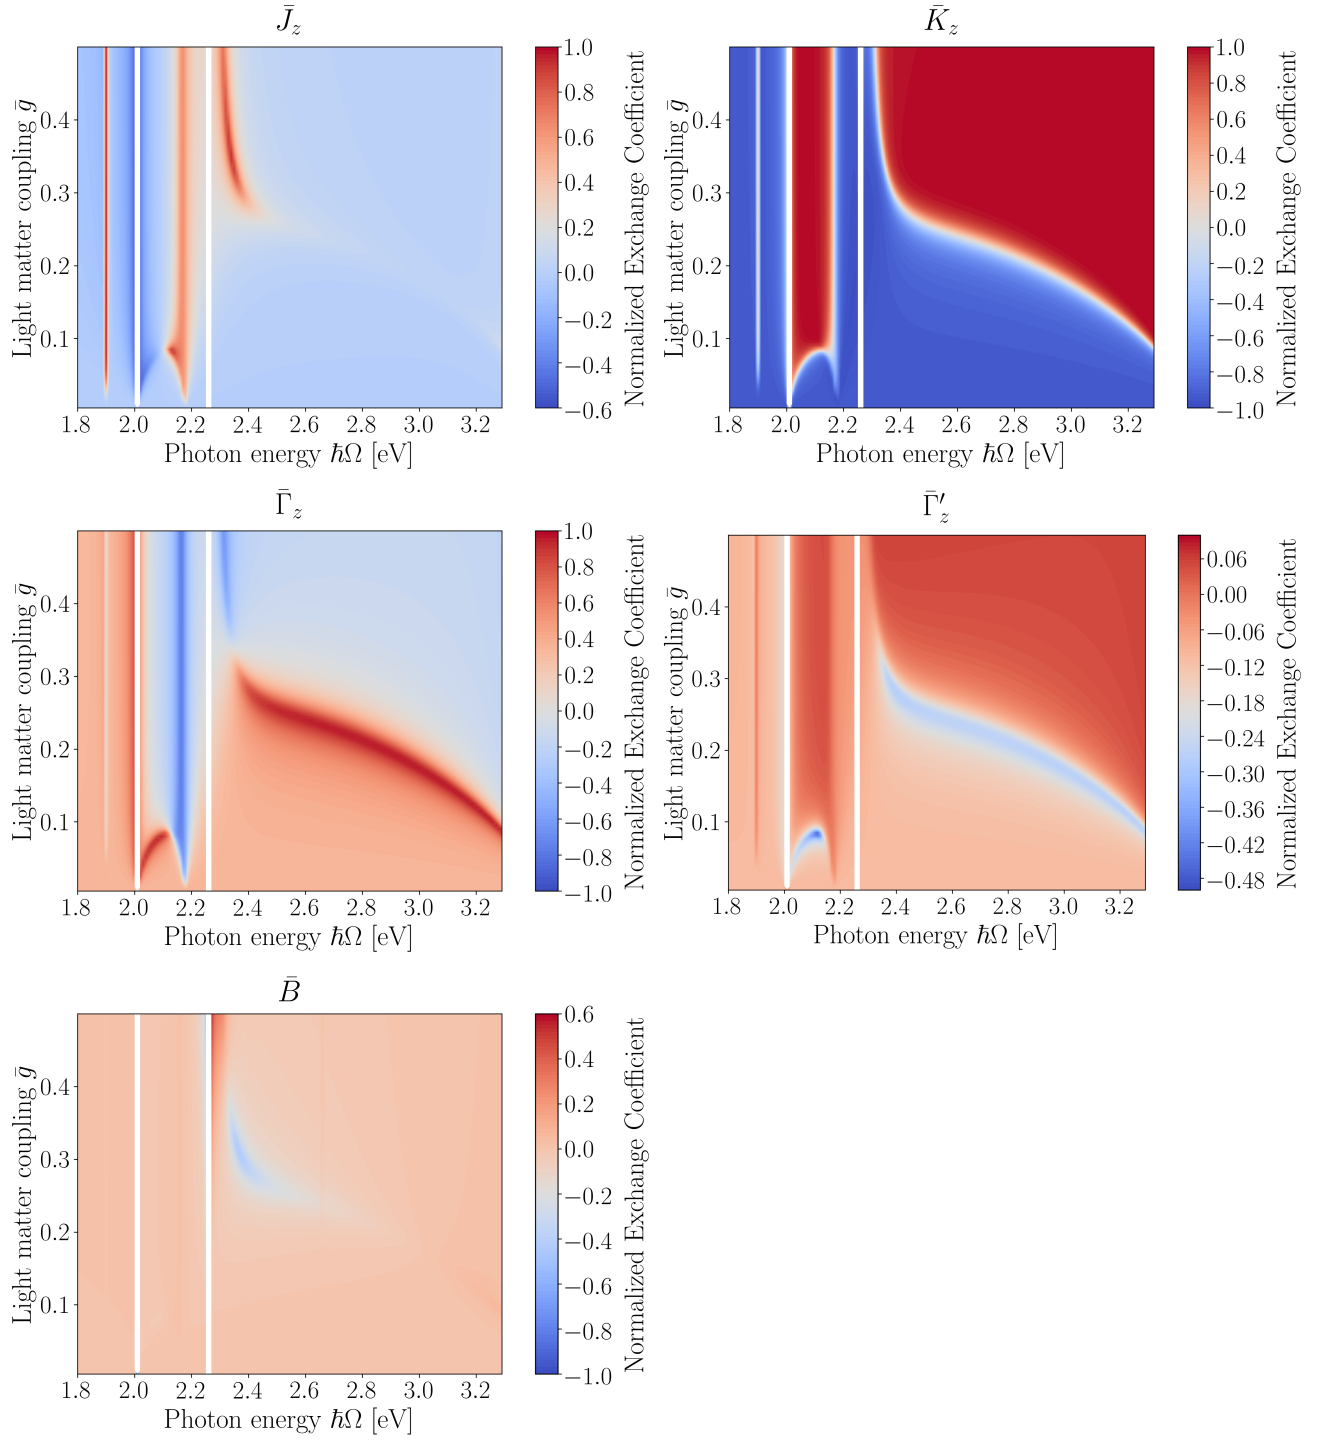 J̄z
Light matter coupling ḡ
0.4
0.3
0.2
0.1
1.8 2.0 2.2 2.4 2.6 2.8 3.0 3.2
Photon energy ℏΩ [eV]
1.0
0.8
0.6
0.4
0.2
0.0
−0.2
−0.4
−0.6
Normalized Exchange Coefficient
K̄z
Light matter coupling ḡ
0.4
0.3
0.2
0.1
1.8 2.0 2.2 2.4 2.6 2.8 3.0 3.2
Photon energy ℏΩ [eV]
1.0
0.8
0.6
0.4
0.2
0.0
−0.2
−0.4
−0.6
−0.8
−1.0
Normalized Exchange Coefficient
Γ̄z
Light matter coupling ḡ
0.4
0.3
0.2
0.1
1.8 2.0 2.2 2.4 2.6 2.8 3.0 3.2
Photon energy ℏΩ [eV]
1.0
0.8
0.6
0.4
0.2
0.0
−0.2
−0.4
−0.6
−0.8
−1.0
Normalized Exchange Coefficient
Γ̄′z
Light matter coupling ḡ
0.4
0.3
0.2
0.1
1.8 2.0 2.2 2.4 2.6 2.8 3.0 3.2
Photon energy ℏΩ [eV]
0.06
0.00
−0.06
−0.12
−0.18
−0.24
−0.30
−0.36
−0.42
−0.48
Normalized Exchange Coefficient
B̄
Light matter coupling ḡ
0.4
0.3
0.2
0.1
1.8 2.0 2.2 2.4 2.6 2.8 3.0 3.2
Photon energy ℏΩ [eV]
0.6
0.4
0.2
0.0
−0.2
−0.4
−0.6
−0.8
−1.0
Normalized Exchange Coefficient